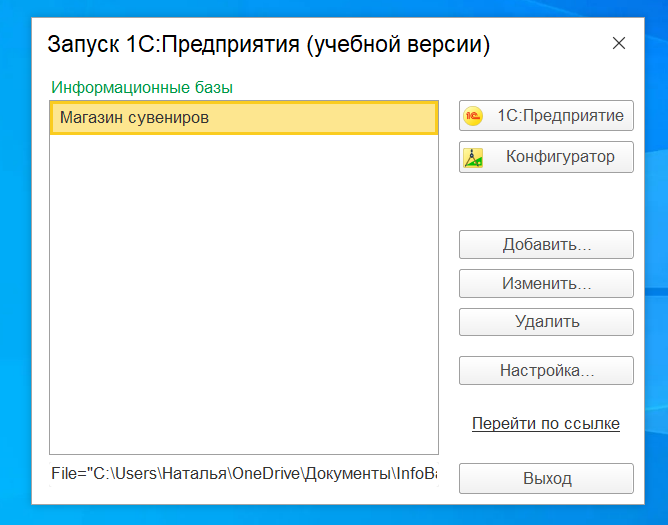 Запуск 1С:Предприятия (учебной версии)
Информационные базы
Магазин сувениров
1С:Предприятие
Конфигуратор
Добавить...
Изменить...
Удалить
Настройка...
Перейти по ссылке
File="C:\Users\Наталья\OneDrive\Документы\InfoBa
Выход